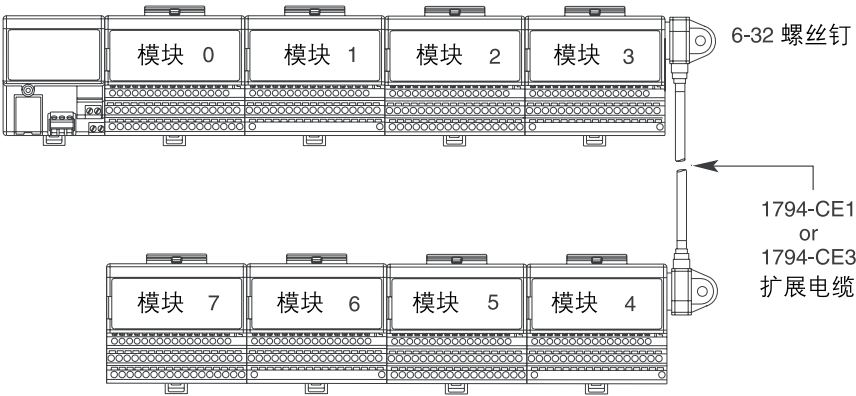 模块 0
模块 1
模块 2
模块 3
6-32 螺丝钉
1794-CE1
or
1794-CE3
扩展电缆
模块 7
模块 6
模块 5
模块 4